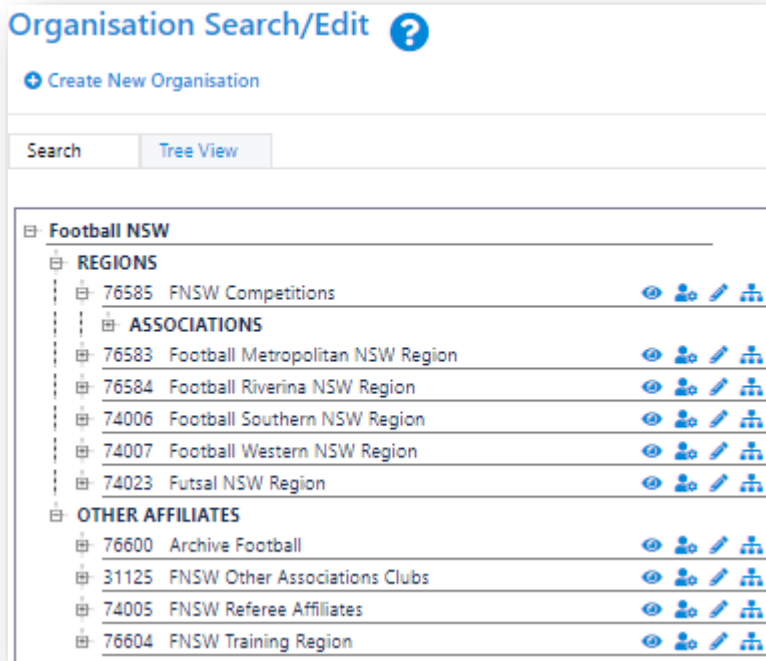 Organisation Search/Edit ?
Create New Organisation
Search Tree View
Football NSW
REGIONS
76585 FNSW Competitions
ASSOCIATIONS
76583 Football Metropolitan NSW Region
76584 Football Riverina NSW Region
74006 Football Southern NSW Region
74007 Football Western NSW Region
74023 Futsal NSW Region
OTHER AFFILIATES
76600 Archive Football
31125 FNSW Other Associations Clubs
74005 FNSW Referee Affiliates
76604 FNSW Training Region